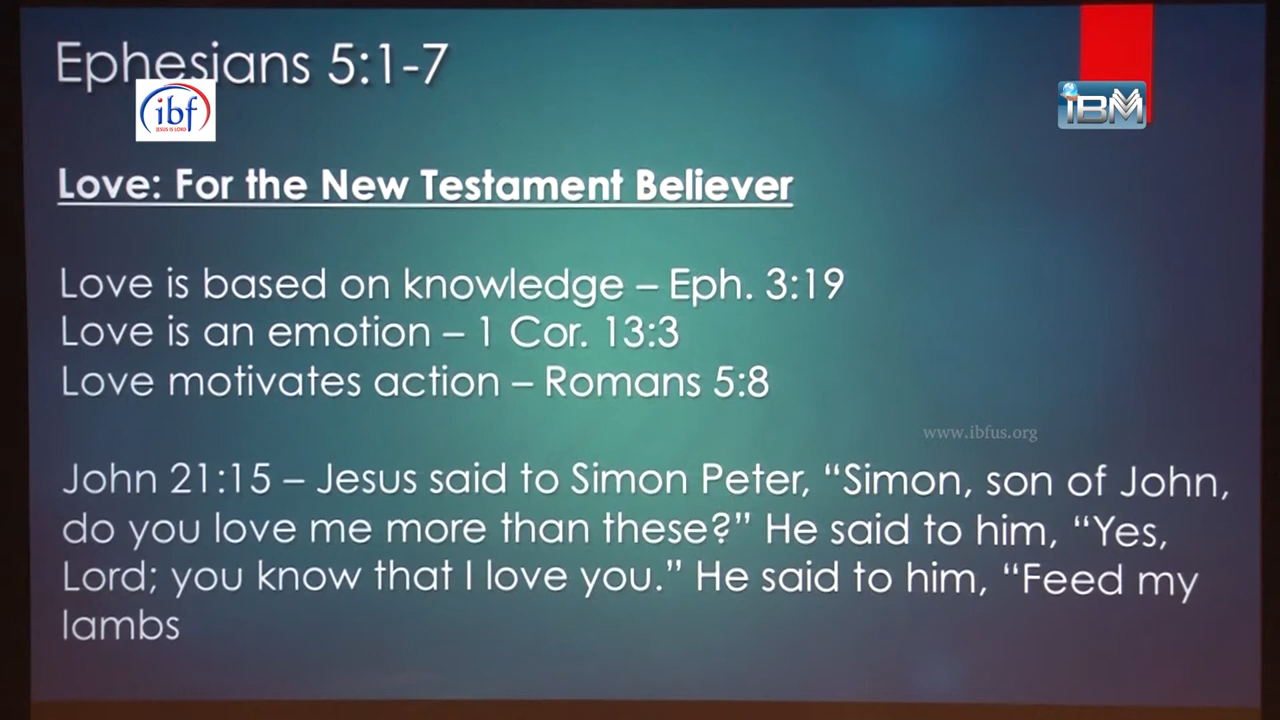 Ephesians 5:1-7
ibf
JESUS IS LORD
iBM
Love: For the New Testament Believer
Love is based on knowledge – Eph. 3:19
Love is an emotion – 1 Cor. 13:3
Love motivates action – Romans 5:8
www.ibfus.org
John 21:15 – Jesus said to Simon Peter, “Simon, son of John,
do you love me more than these?” He said to him, “Yes,
Lord; you know that I love you.” He said to him, “Feed my
lambs